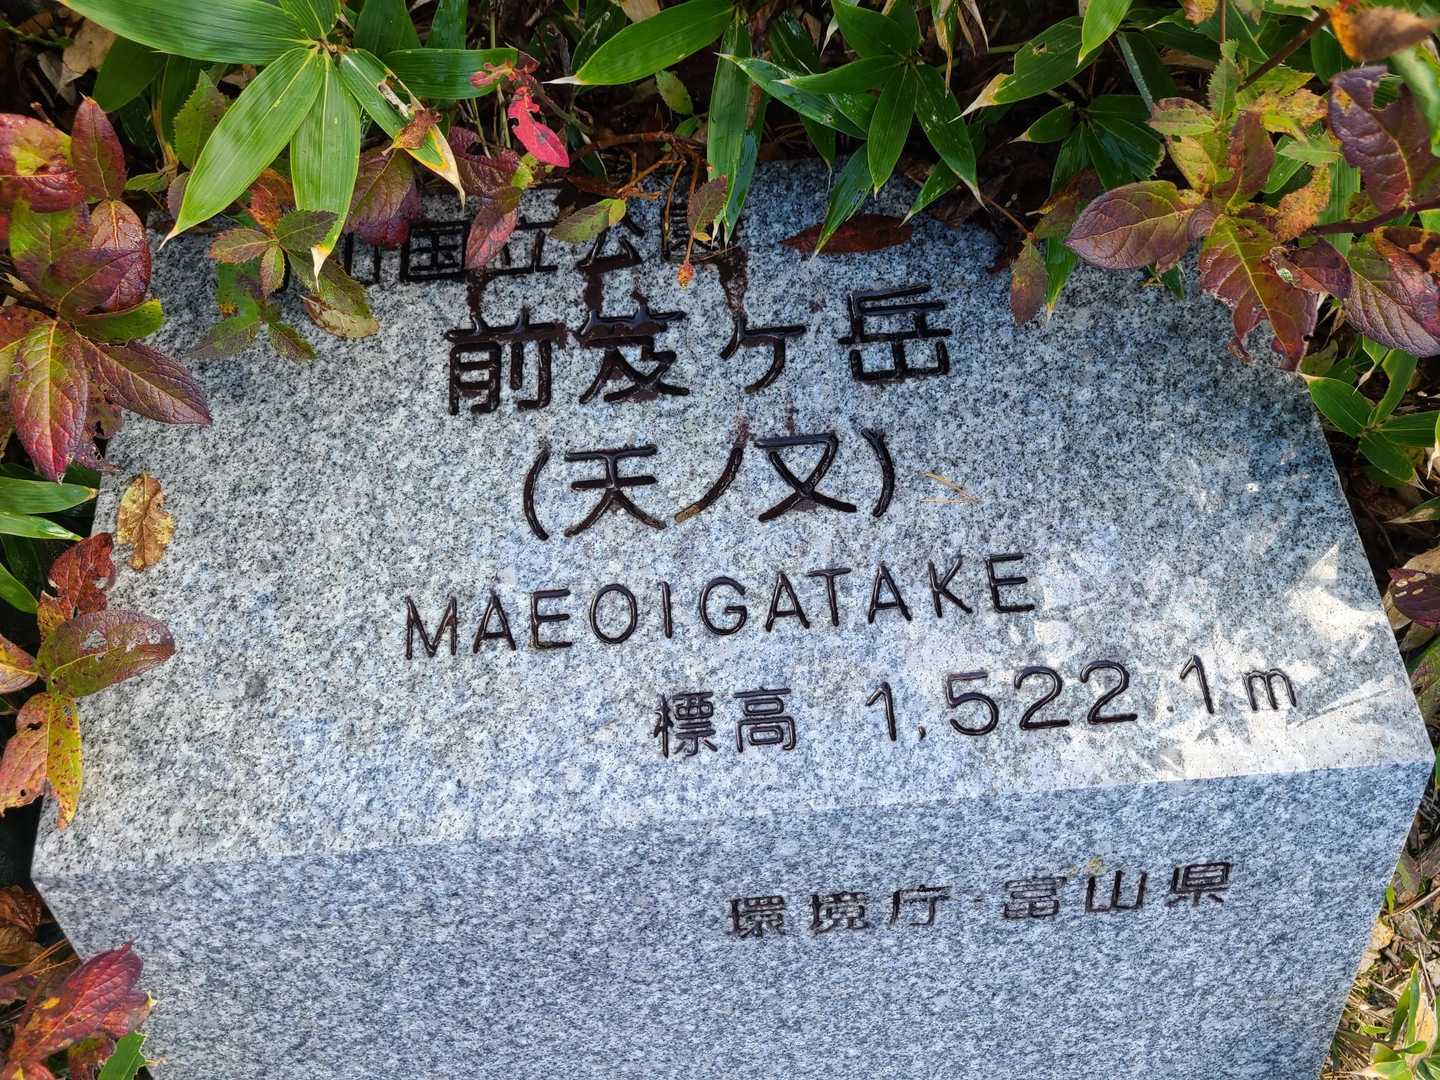 国立公園
前笈ヶ岳
(天ノ又)
MAEOIGATAKE
標高 1,522.1m
環境庁・富山県